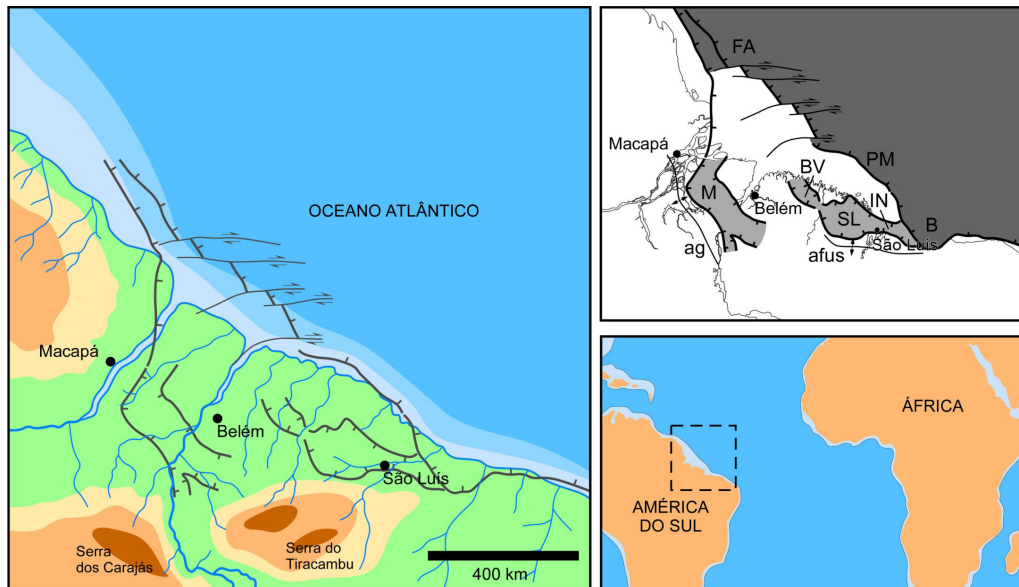 OCEANO ATLÂNTICO
Macapá
Belém
São Luís
Serra
dos Carajás
Serra do
Tiracambu
400 km
FA
Macapá
PM
BV
M
Belém
IN
SL
B
São Luís
ag
afus
ÁFRICA
AMÉRICA
DO SUL